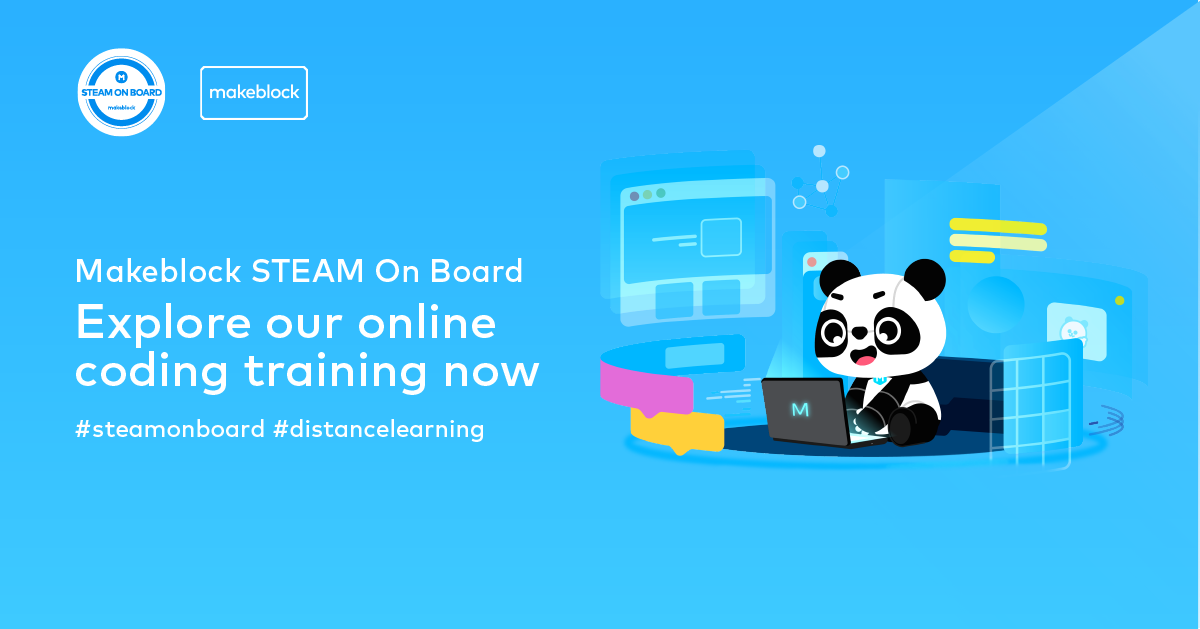 M
STEAM ON BOARD
makeblock
makeblock
Makeblock STEAM On Board
Explore our online
coding training now
#steamonboard #distancelearning
M